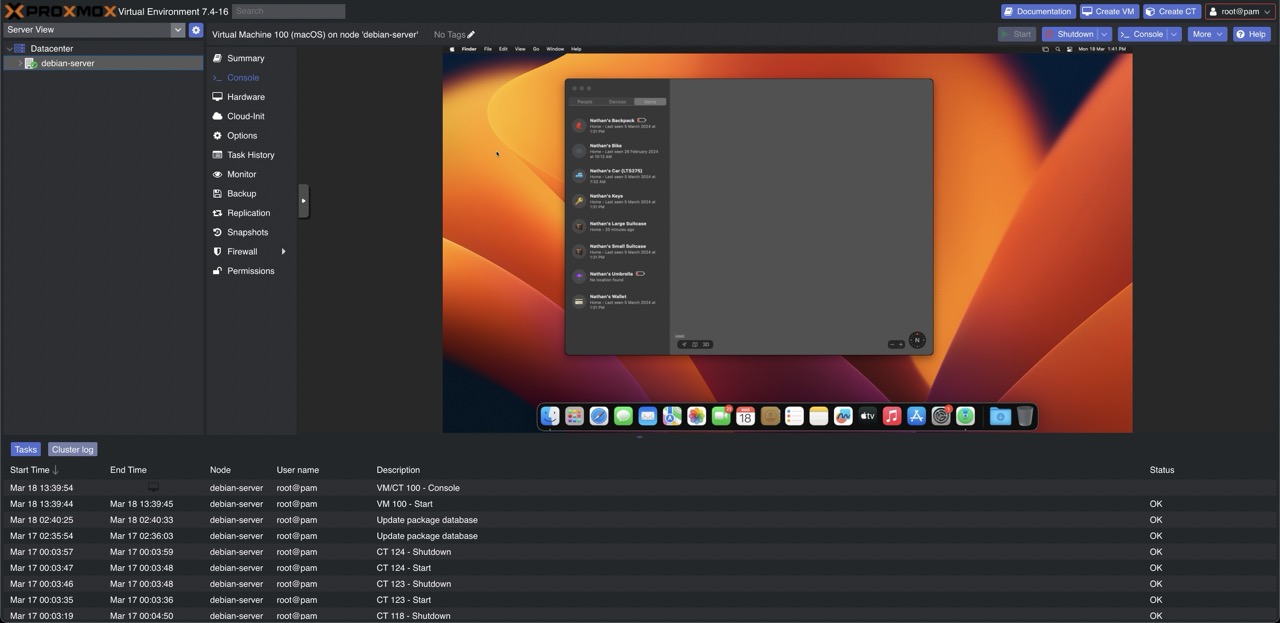 PROXMOX Virtual Environment 7.4-16 Search
Documentation Create VM Create CT root@pam
Server View
Virtual Machine 100 (macOS) on node 'debian-server' No Tags
Start Shutdown Console More Help
Datacenter
debian-server
Summary
Console
Hardware
Cloud-Init
Options
Task History
Monitor
Backup
Replication
Snapshots
Firewall
Permissions
Finder File Edit View Go Window Help
Mon 18 Mar 1:41 PM
People Devices Items
Nathan's Backpack
Home • Last seen 5 March 2024 at
1:31 PM
Nathan's Bike
Home • Last seen 26 February 2024
at 10:13 AM
Nathan's Car (LTS275)
Home • Last seen 5 March 2024 at
Nathan's Keys
Home • Last seen 5 March 2024 at
1:31 PM
Nathan's Large Suitcase
Home • 35 minutes ago
Nathan's Small Suitcase
Home • Last seen 5 March 2024 at
1:31 PM
Nathan's Umbrella
No location found
Nathan's Wallet
Home • Last seen 5 March 2024 at
1:31 PM
3D
− +
N
18
tv
Tasks Cluster log
Start Time End Time Node User name Description Status
Mar 18 13:39:54 debian-server root@pam VM/CT 100 - Console
Mar 18 13:39:44 Mar 18 13:39:45 debian-server root@pam VM 100 - Start OK
Mar 18 02:40:25 Mar 18 02:40:33 debian-server root@pam Update package database OK
Mar 17 02:35:54 Mar 17 02:36:03 debian-server root@pam Update package database OK
Mar 17 00:03:57 Mar 17 00:03:59 debian-server root@pam CT 124 - Shutdown OK
Mar 17 00:03:47 Mar 17 00:03:48 debian-server root@pam CT 124 - Start OK
Mar 17 00:03:46 Mar 17 00:03:48 debian-server root@pam CT 123 - Shutdown OK
Mar 17 00:03:35 Mar 17 00:03:36 debian-server root@pam CT 123 - Start OK
Mar 17 00:03:19 Mar 17 00:04:50 debian-server root@pam CT 118 - Shutdown OK